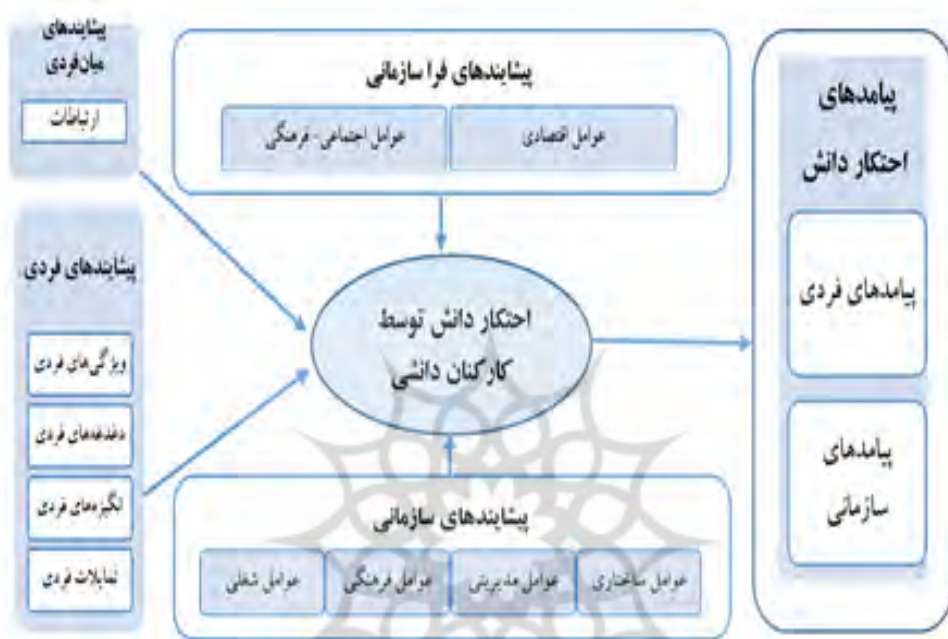 پیشایندهای
میان‌فردی
ارتباطات
پیشایندهای فرا سازمانی
عوامل اقتصادی
عوامل اجتماعی- فرهنگی
پیامدهای
احتکار دانش
پیامدهای فردی
پیامدهای
سازمانی
احتکار دانش توسط
کارکنان دانشی
پیشایندهای فردی
ویژگی‌های فردی
دغدغه‌های فردی
انگیزه‌های فردی
تمایلات فردی
پیشایندهای سازمانی
عوامل ساختاری
عوامل مدیریتی
عوامل فرهنگی
عوامل شغلی